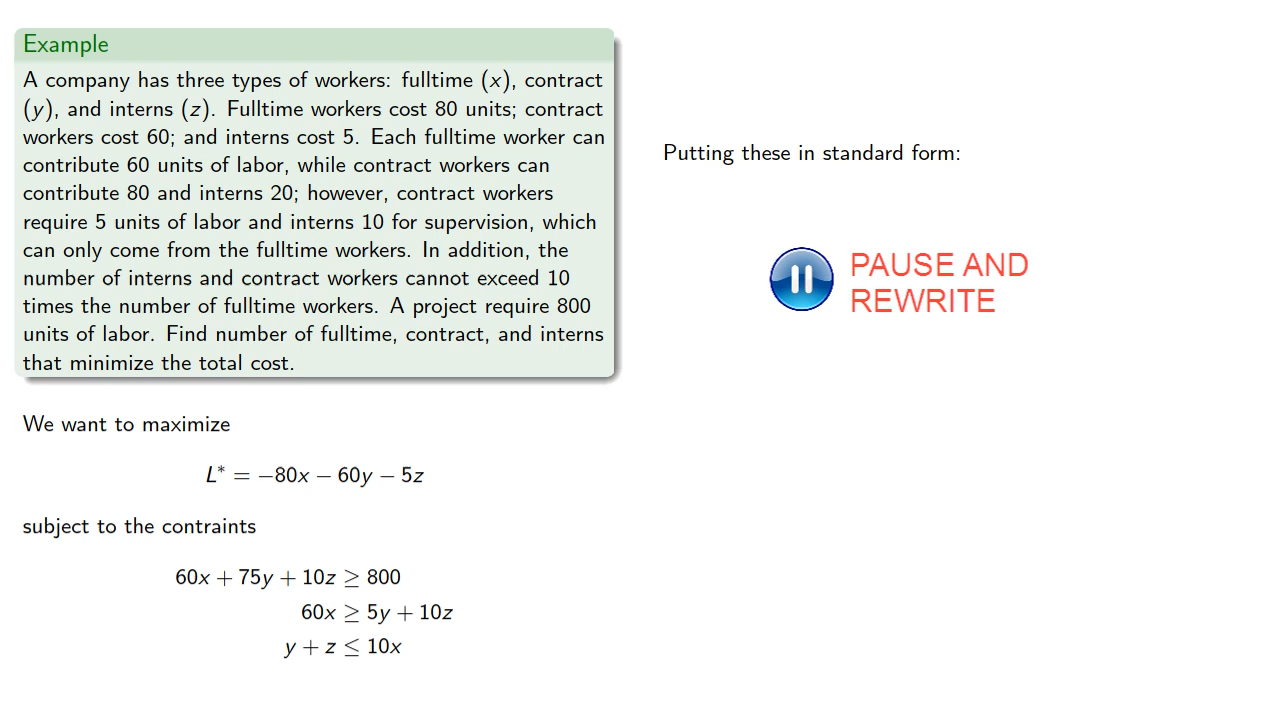 Example
A company has three types of workers: fulltime (x), contract
(y), and interns (z). Fulltime workers cost 80 units; contract
workers cost 60; and interns cost 5. Each fulltime worker can
contribute 60 units of labor, while contract workers can
contribute 80 and interns 20; however, contract workers
require 5 units of labor and interns 10 for supervision, which
can only come from the fulltime workers. In addition, the
number of interns and contract workers cannot exceed 10
times the number of fulltime workers. A project require 800
units of labor. Find number of fulltime, contract, and interns
that minimize the total cost.
We want to maximize
L* = −80x − 60y − 5z
subject to the contraints
60x + 75y + 10z ≥ 800
60x ≥ 5y + 10z
y + z ≤ 10x
Putting these in standard form:
PAUSE AND
REWRITE